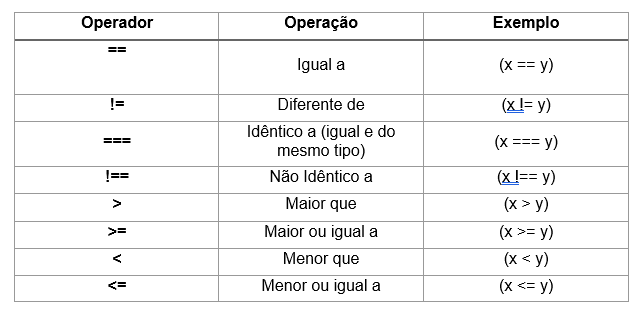 Operador Operação Exemplo
== Igual a (x == y)
!= Diferente de (x != y)
=== Idêntico a (igual e do
mesmo tipo) (x === y)
!== Não Idêntico a (x !== y)
> Maior que (x > y)
>= Maior ou igual a (x >= y)
< Menor que (x < y)
<= Menor ou igual a (x <= y)